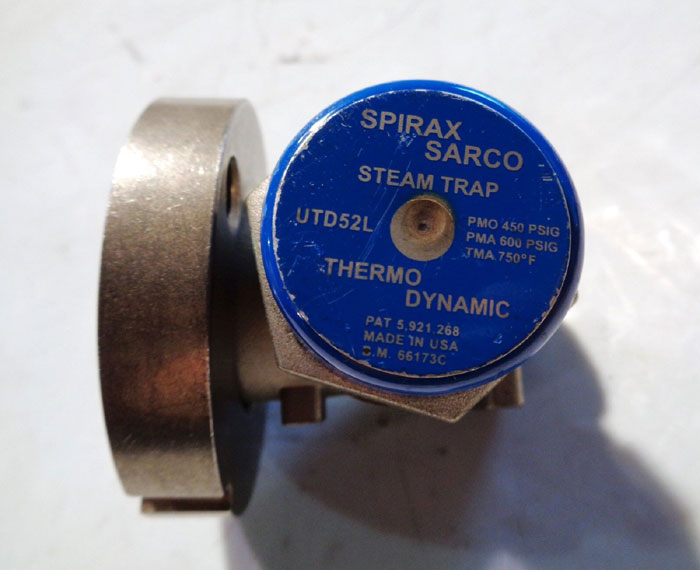 SPIRAX
SARCO
STEAM TRAP
UTD52L
PMO 450 PSIG
PMA 600 PSIG
TMA 750°F
THERMO
DYNAMIC
PAT 5,921,268
MADE IN USA
B.M. 66173C